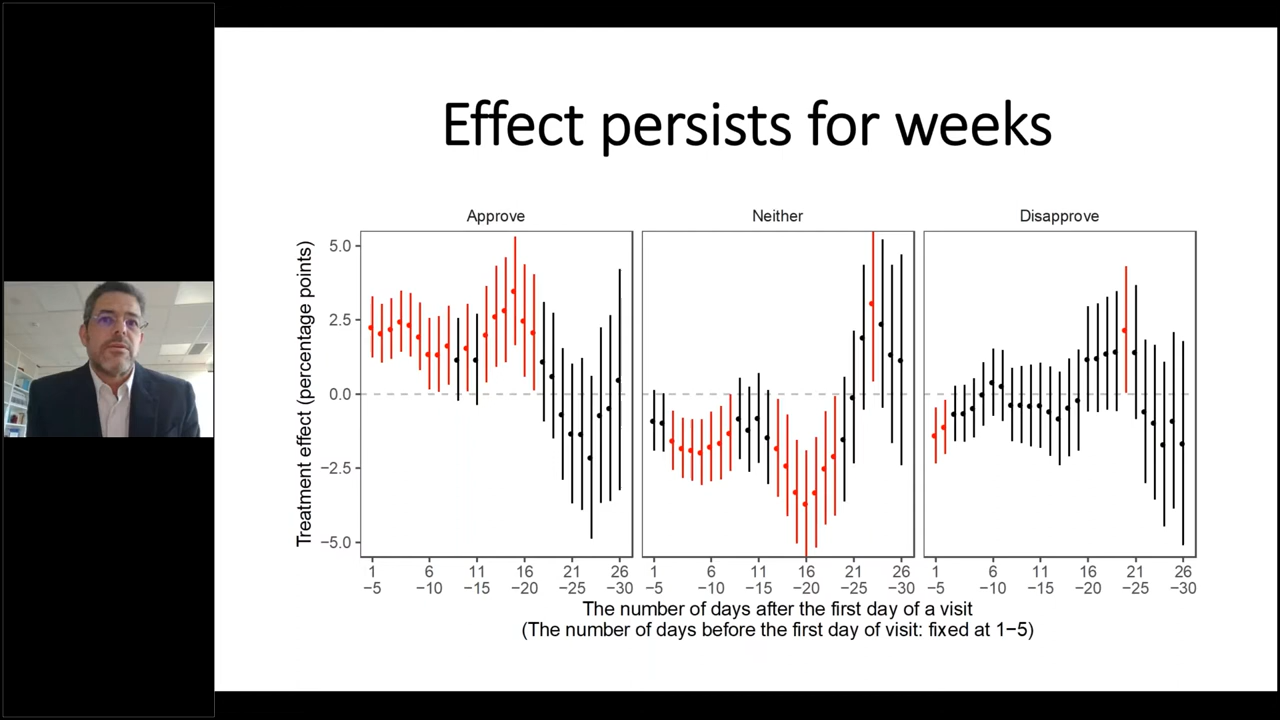 Effect persists for weeks
Approve Neither Disapprove
Treatment effect (percentage points)
5.0
2.5
0.0
−2.5
−5.0
1 6 11 16 21 26 1 6 11 16 21 26 1 6 11 16 21 26
−5 −10 −15 −20 −25 −30 −5 −10 −15 −20 −25 −30 −5 −10 −15 −20 −25 −30
The number of days after the first day of a visit
(The number of days before the first day of visit: fixed at 1−5)